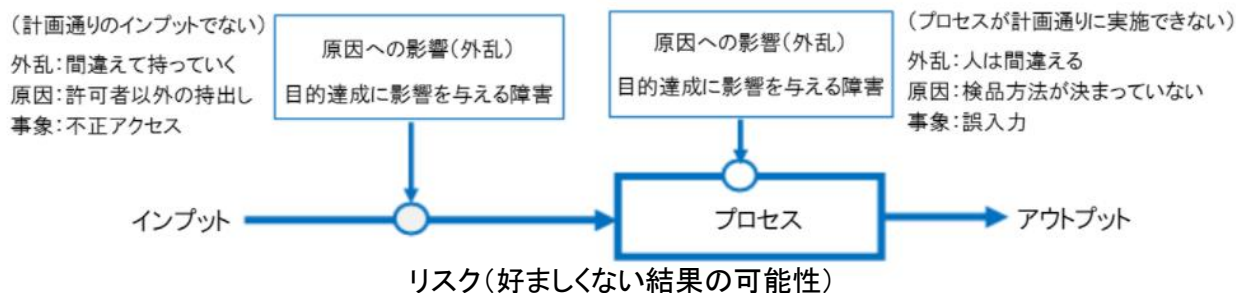 （計画通りのインプットでない）
外乱：間違えて持っていく
原因：許可者以外の持出し
事象：不正アクセス
原因への影響（外乱）
目的達成に影響を与える障害
原因への影響（外乱）
目的達成に影響を与える障害
（プロセスが計画通りに実施できない）
外乱：人は間違える
原因：検品方法が決まっていない
事象：誤入力
インプット
プロセス
アウトプット
リスク（好ましくない結果の可能性）